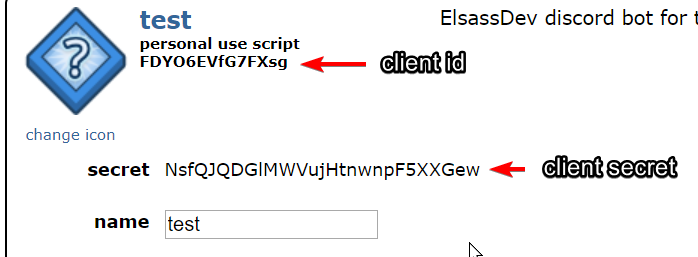 test
ElsassDev discord bot for t
personal use script
FDYO6EVfG7FXsg
client id
change icon
secret NsfQJQDGlMWVujHtnwnpF5XXGew
client secret
name test